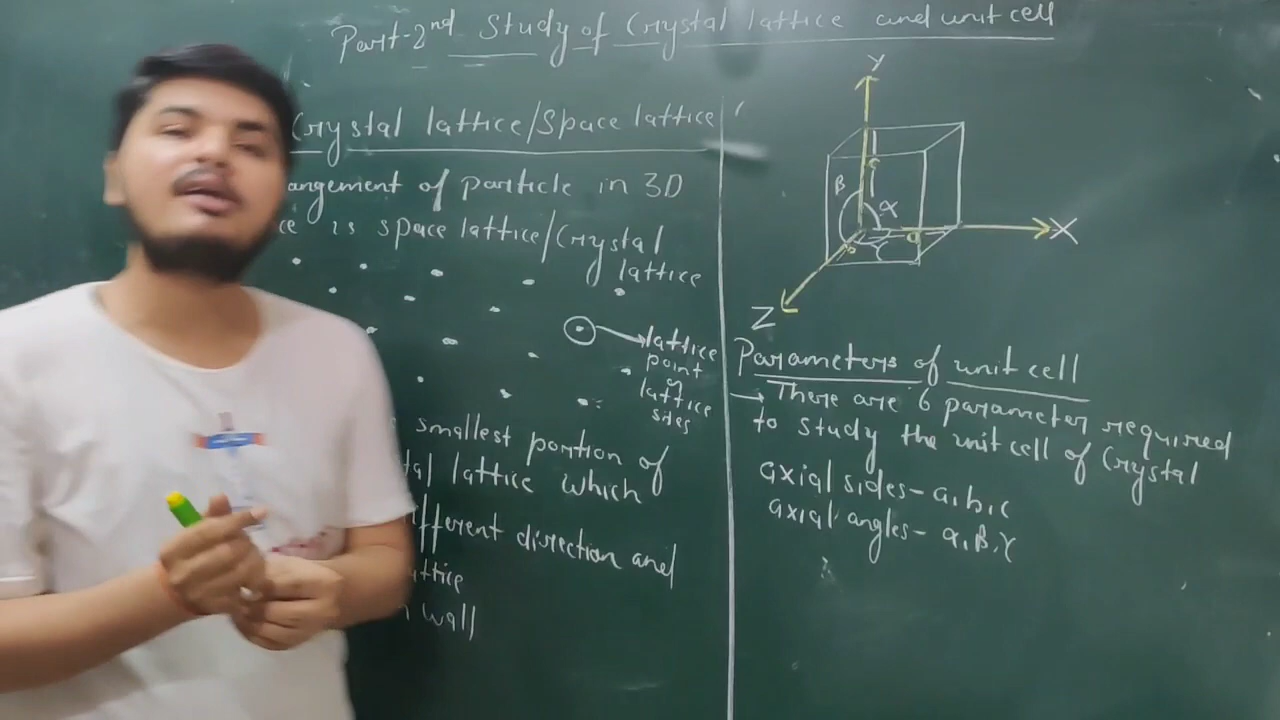 Part-2nd Study of Crystal lattice and unit cell
Crystal lattice/Space lattice
angement of particle in 3D
ce is space lattice/Crystal
lattice
lattice
point
or
lattice
sites
smallest portion of
tal lattice which
ifferent direction and
attice
n wall
Y
β
c
α
X
b
γ
a
Z
Parameters of unit cell
→ There are 6 parameter required
to study the unit cell of Crystal
axial sides- a, b, c
axial angles- α, β, γ